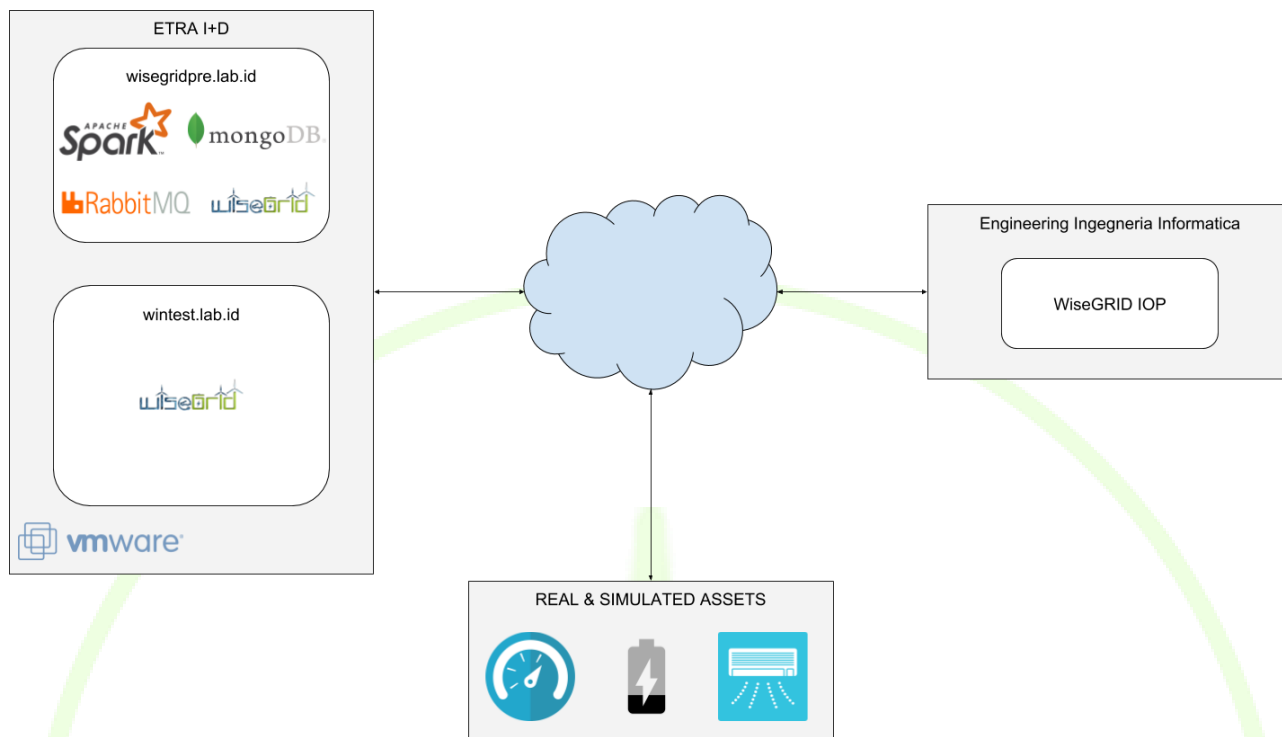 ETRA I+D
wisegridpre.lab.id
APACHE
Spark™
mongoDB®
RabbitMQ
wiseGrid
wintest.lab.id
wiseGrid
vmware®
Engineering Ingegneria Informatica
WiseGRID IOP
REAL & SIMULATED ASSETS